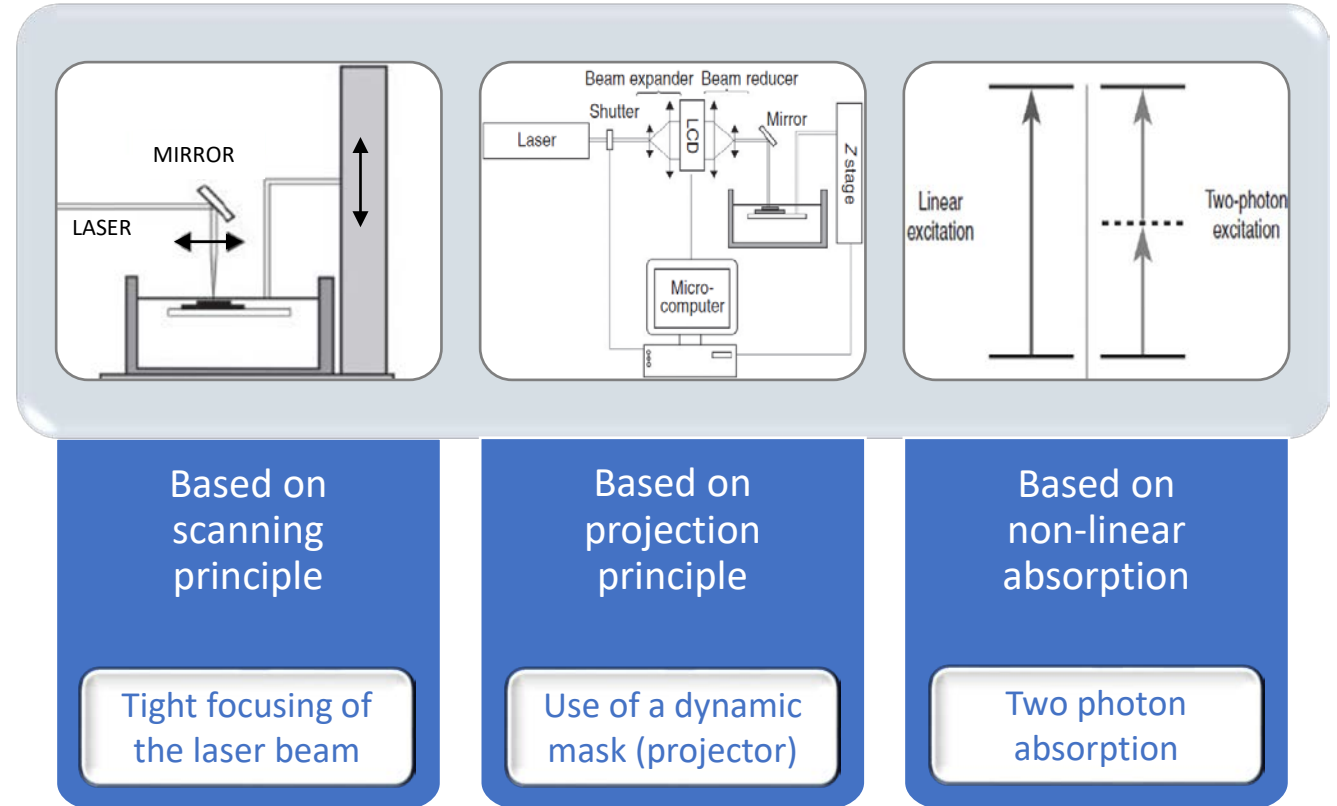 MIRROR
LASER
Beam expander
Beam reducer
Shutter
Mirror
Laser
LCD
Z stage
Micro-
computer
Linear
excitation
Two-photon
excitation
Based on
scanning
principle
Tight focusing of
the laser beam
Based on
projection
principle
Use of a dynamic
mask (projector)
Based on
non-linear
absorption
Two photon
absorption